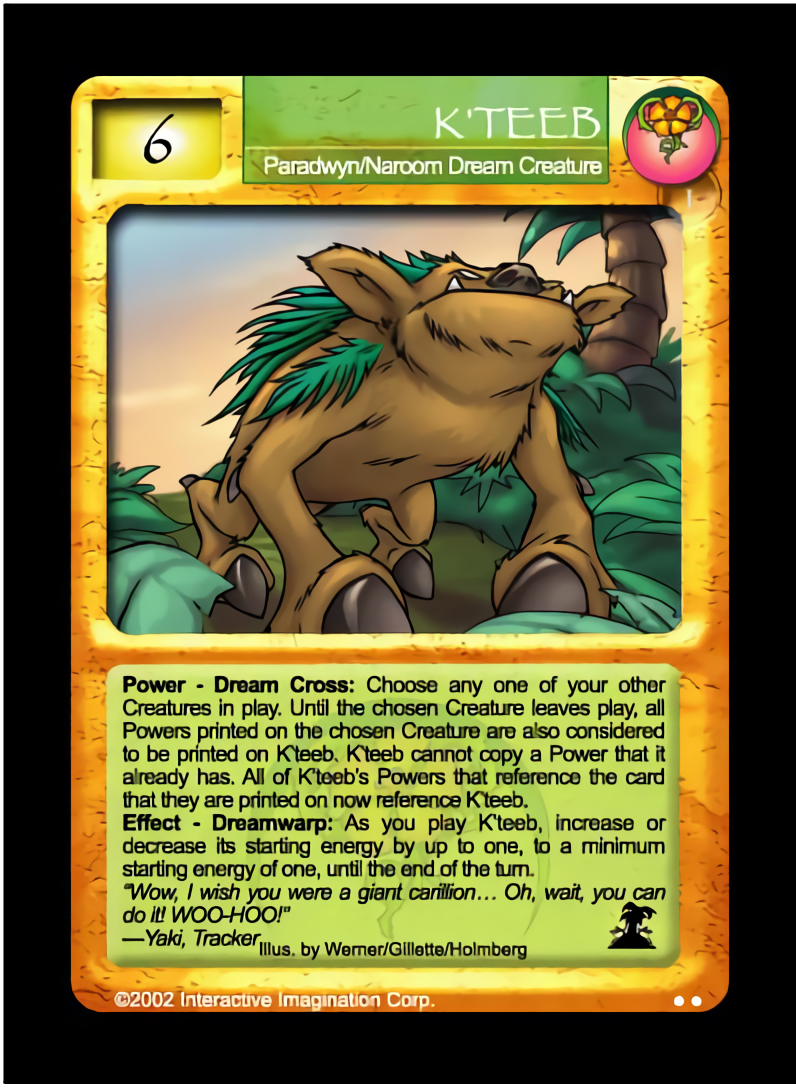 6
K'TEEB
Paradwyn/Naroom Dream Creature
Power - Dream Cross: Choose any one of your other
Creatures in play. Until the chosen Creature leaves play, all
Powers printed on the chosen Creature are also considered
to be printed on K'teeb. K'teeb cannot copy a Power that it
already has. All of K'teeb's Powers that reference the card
that they are printed on now reference K'teeb.
Effect - Dreamwarp: As you play K'teeb, increase or
decrease its starting energy by up to one, to a minimum
starting energy of one, until the end of the turn.
"Wow, I wish you were a giant carillion... Oh, wait, you can
do it! WOO-HOO!"
—Yaki, Tracker
Illus. by Werner/Gillette/Holmberg
©2002 Interactive Imagination Corp.